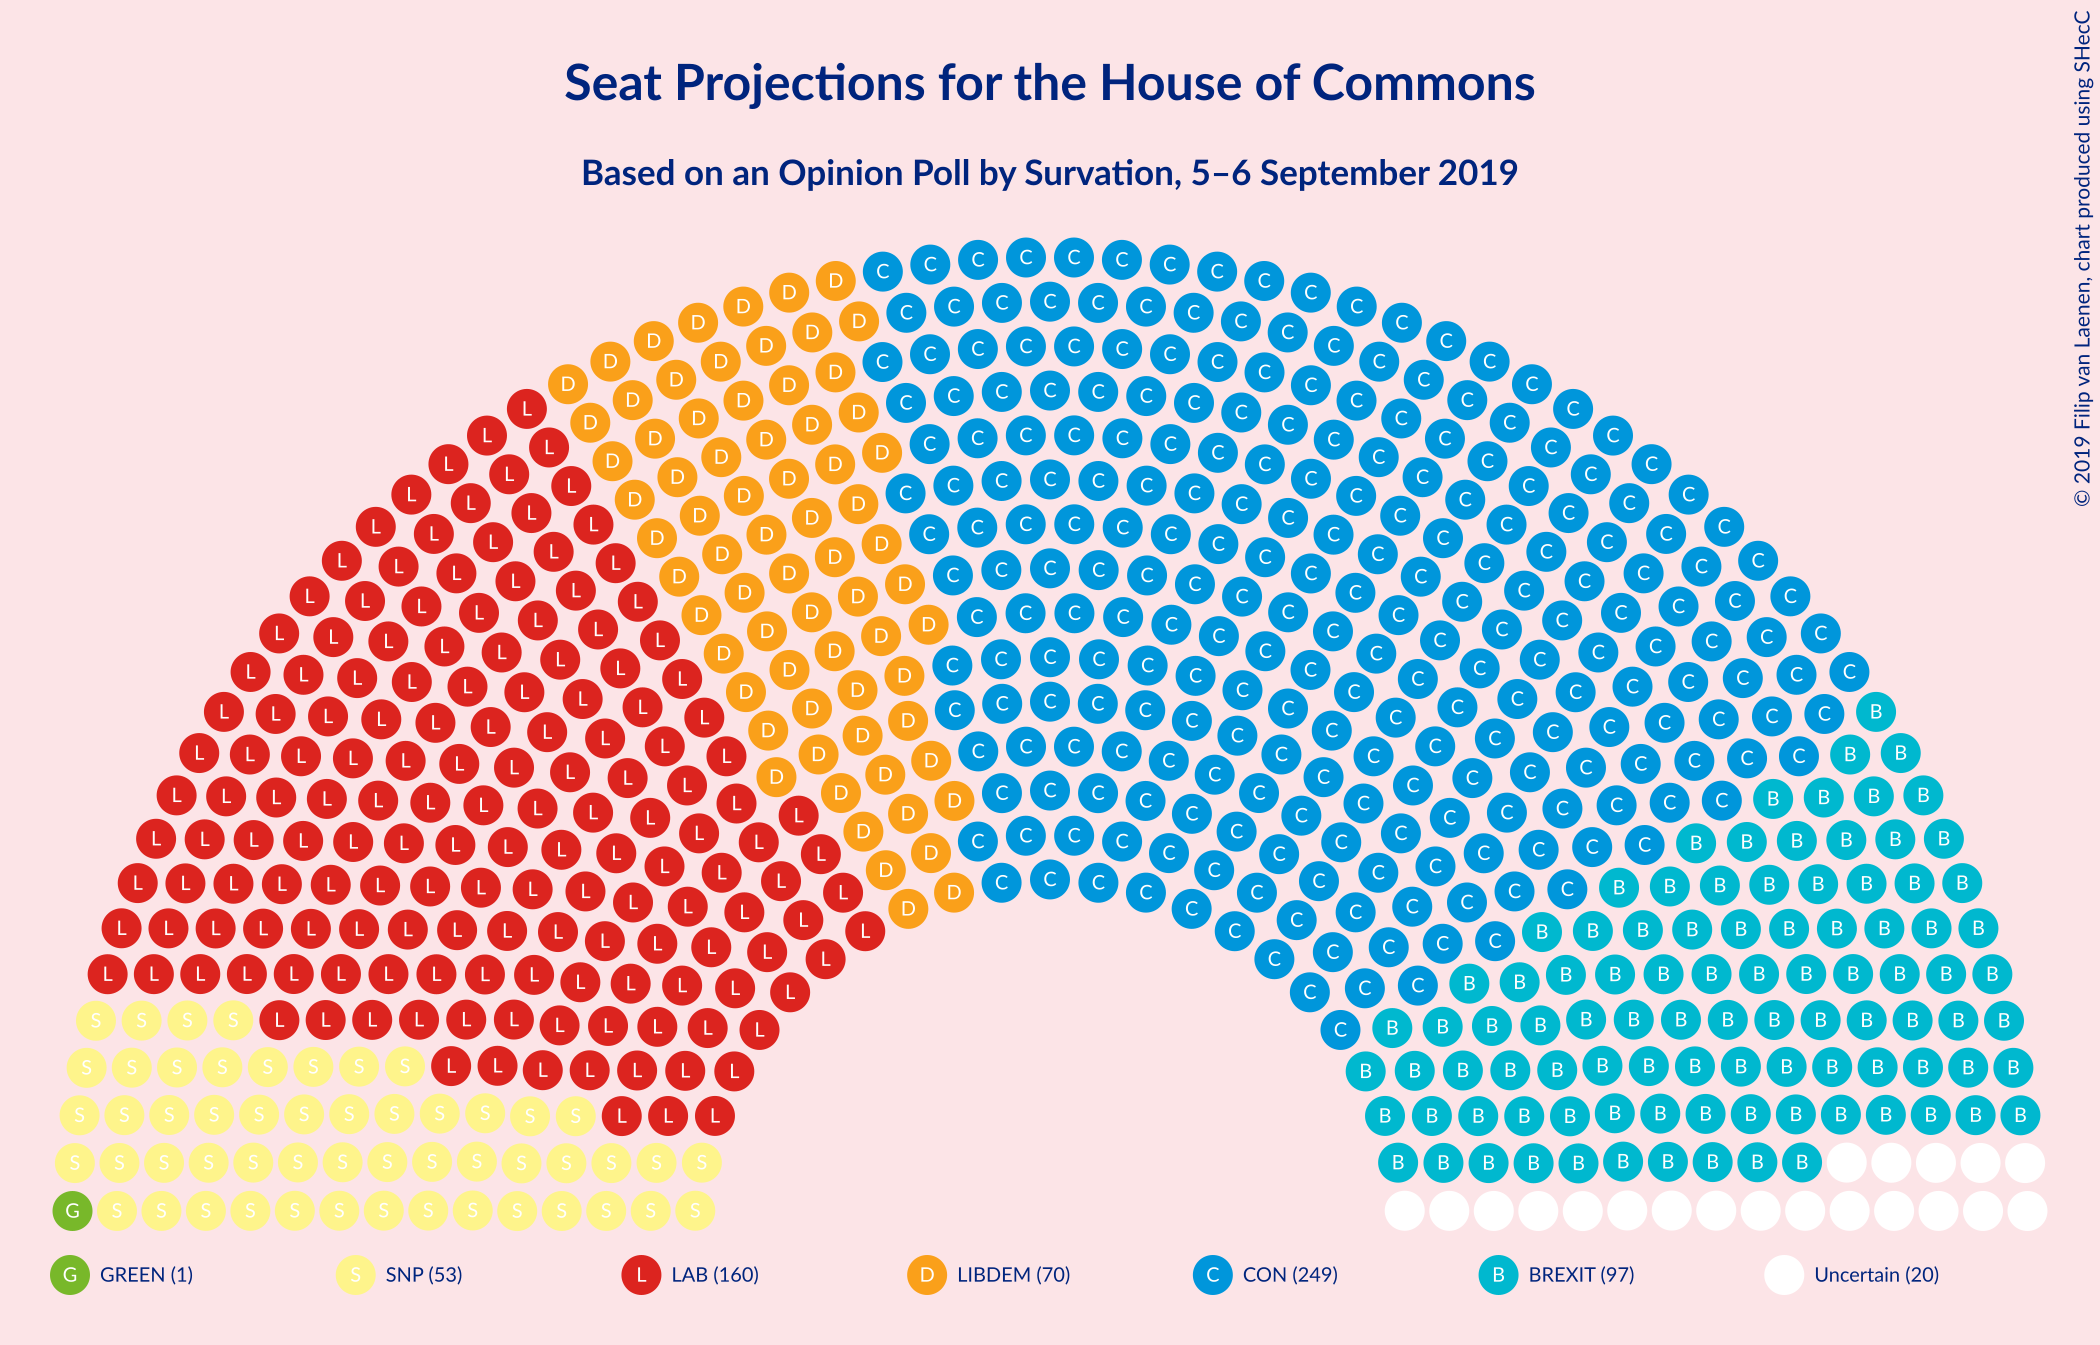 Seat Projections for the House of Commons
Based on an Opinion Poll by Survation, 5–6 September 2019
© 2019 Filip van Laenen, chart produced using SHecC
G GREEN (1)
S SNP (53)
L LAB (160)
D LIBDEM (70)
C CON (249)
B BREXIT (97)
Uncertain (20)